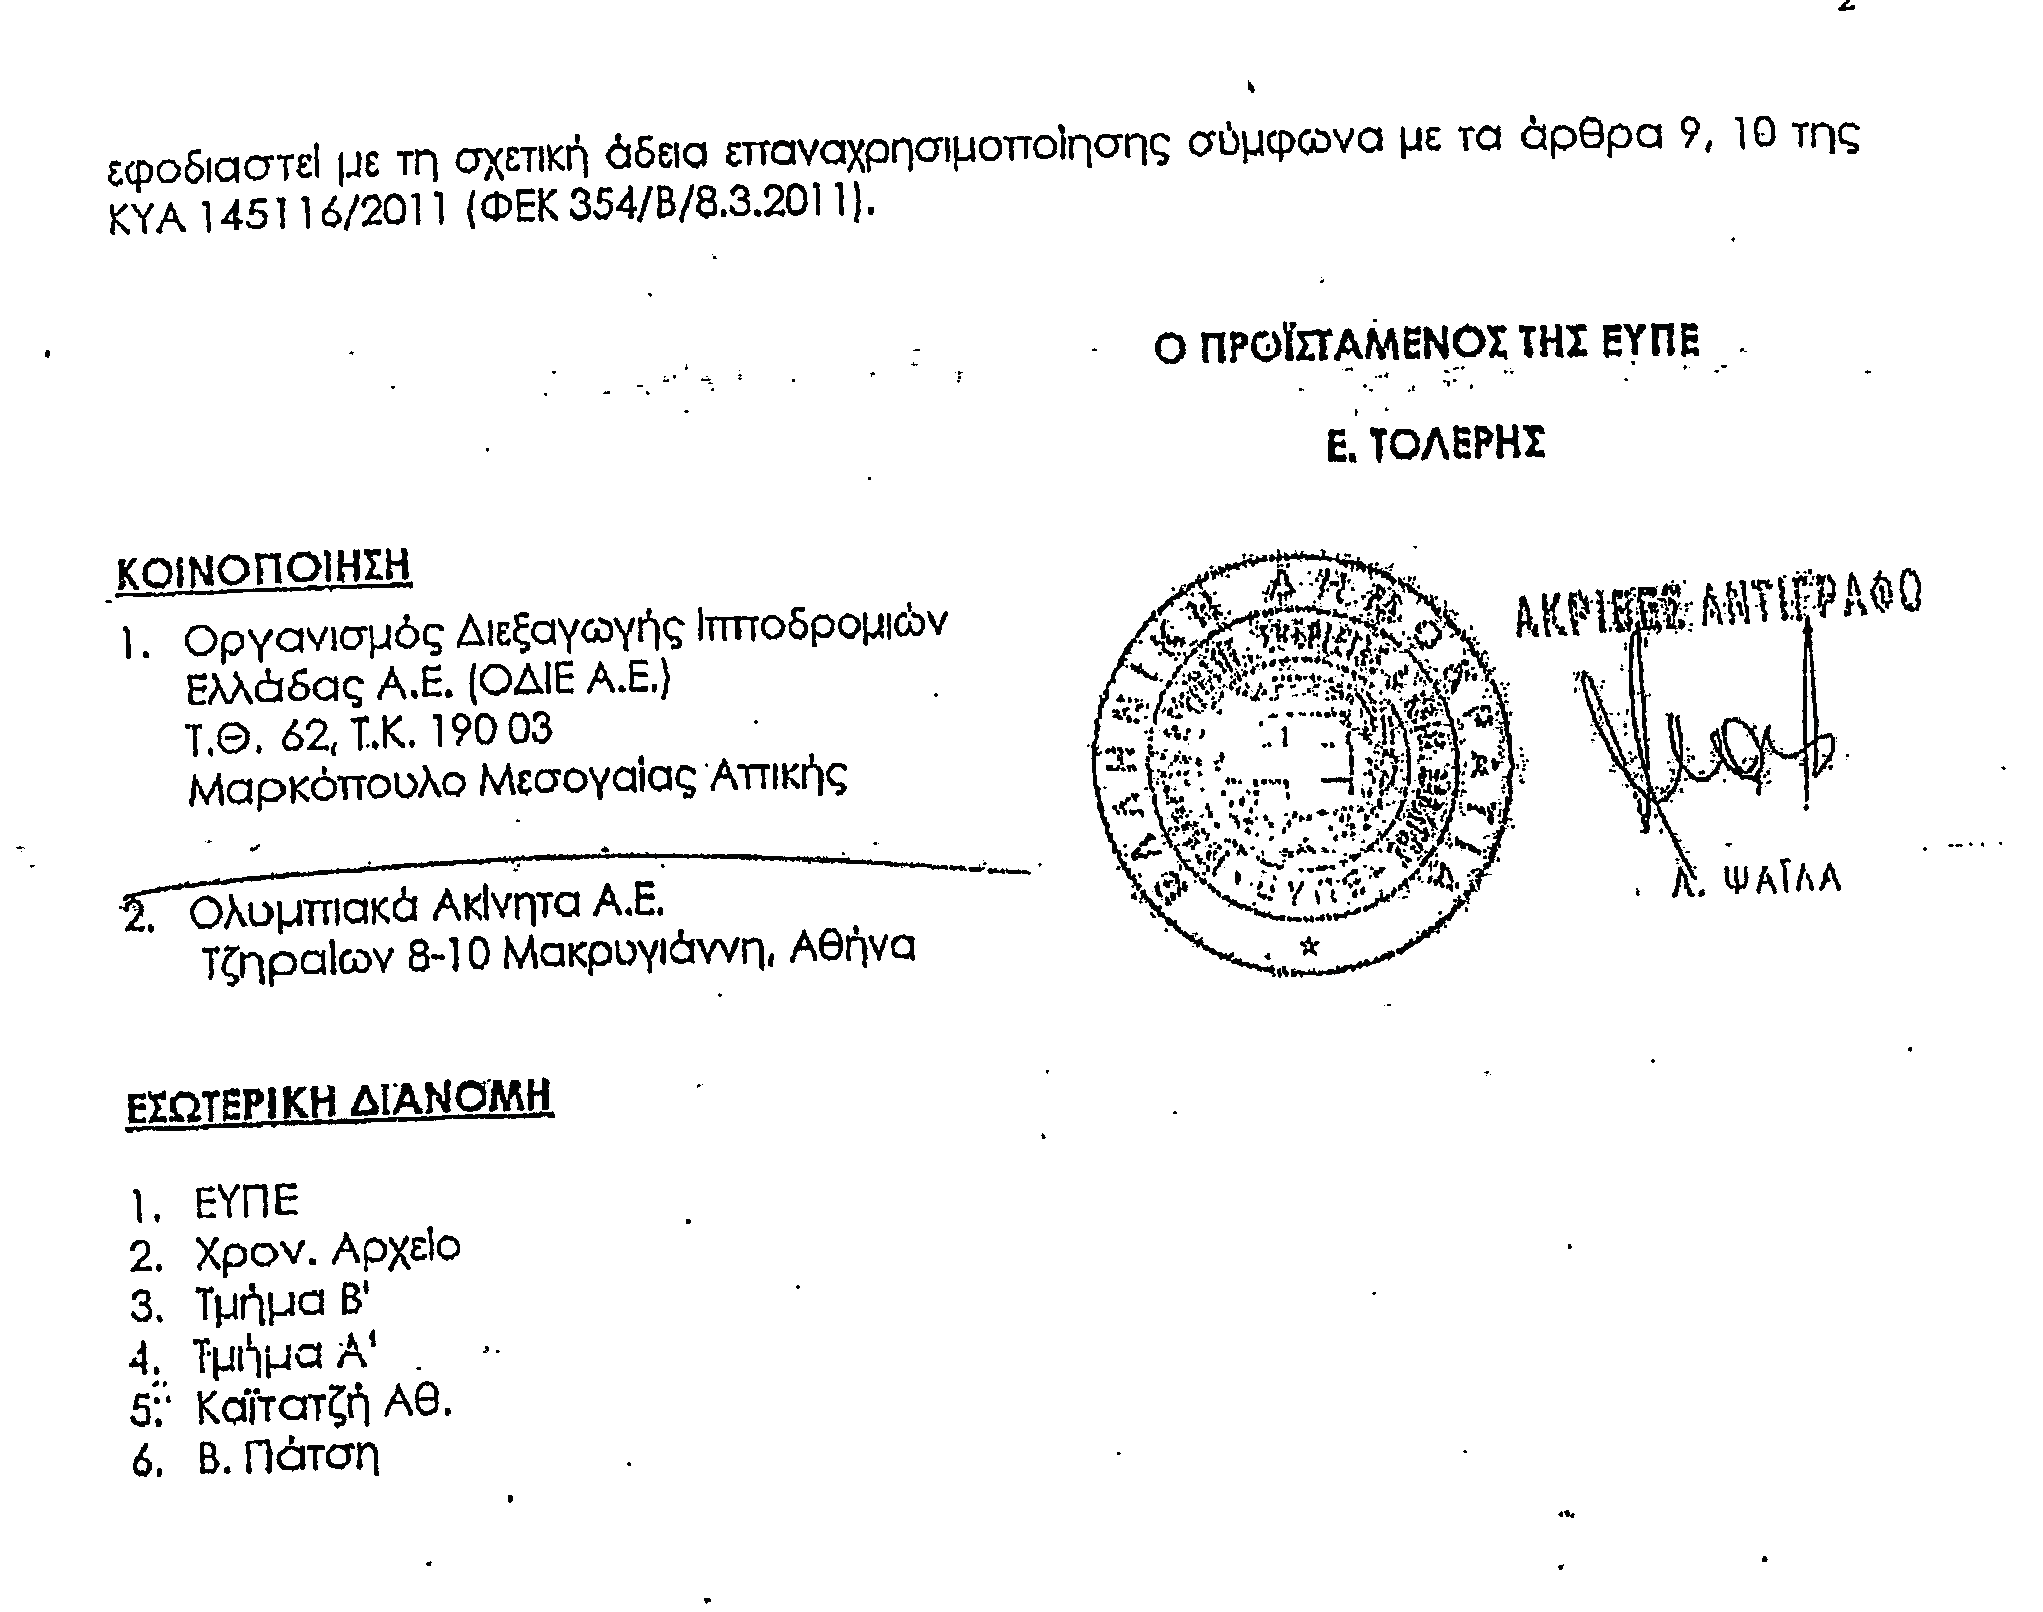 εφοδιαστεί με τη σχετική άδεια επαναχρησιμοποίησης σύμφωνα με τα άρθρα 9, 10 της
ΚΥΑ 145116/2011 (ΦΕΚ 354/Β/8.3.2011).
Ο ΠΡΟΪΣΤΑΜΕΝΟΣ ΤΗΣ ΕΥΠΕ
Ε. ΤΟΛΕΡΗΣ
ΚΟΙΝΟΠΟΙΗΣΗ
1. Οργανισμός Διεξαγωγής Ιπποδρομιών
Ελλάδας Α.Ε. (ΟΔΙΕ Α.Ε.)
Τ.Θ. 62, Τ.Κ. 190 03
Μαρκόπουλο Μεσογαίας Αττικής
2. Ολυμπιακά Ακίνητα Α.Ε.
Τζηραίων 8-10 Μακρυγιάννη, Αθήνα
ΕΛΛΗΝΙΚΗ ΔΗΜΟΚΡΑΤΙΑ
ΑΚΡΙΒΕΣ ΑΝΤΙΓΡΑΦΟ
Λ. ΨΑΪΛΑ
ΕΣΩΤΕΡΙΚΗ ΔΙΑΝΟΜΗ
1. ΕΥΠΕ
2. Χρον. Αρχείο
3. Τμήμα Β'
4. Τμήμα Α'
5. Καϊτατζή Αθ.
6. Β. Πάτση